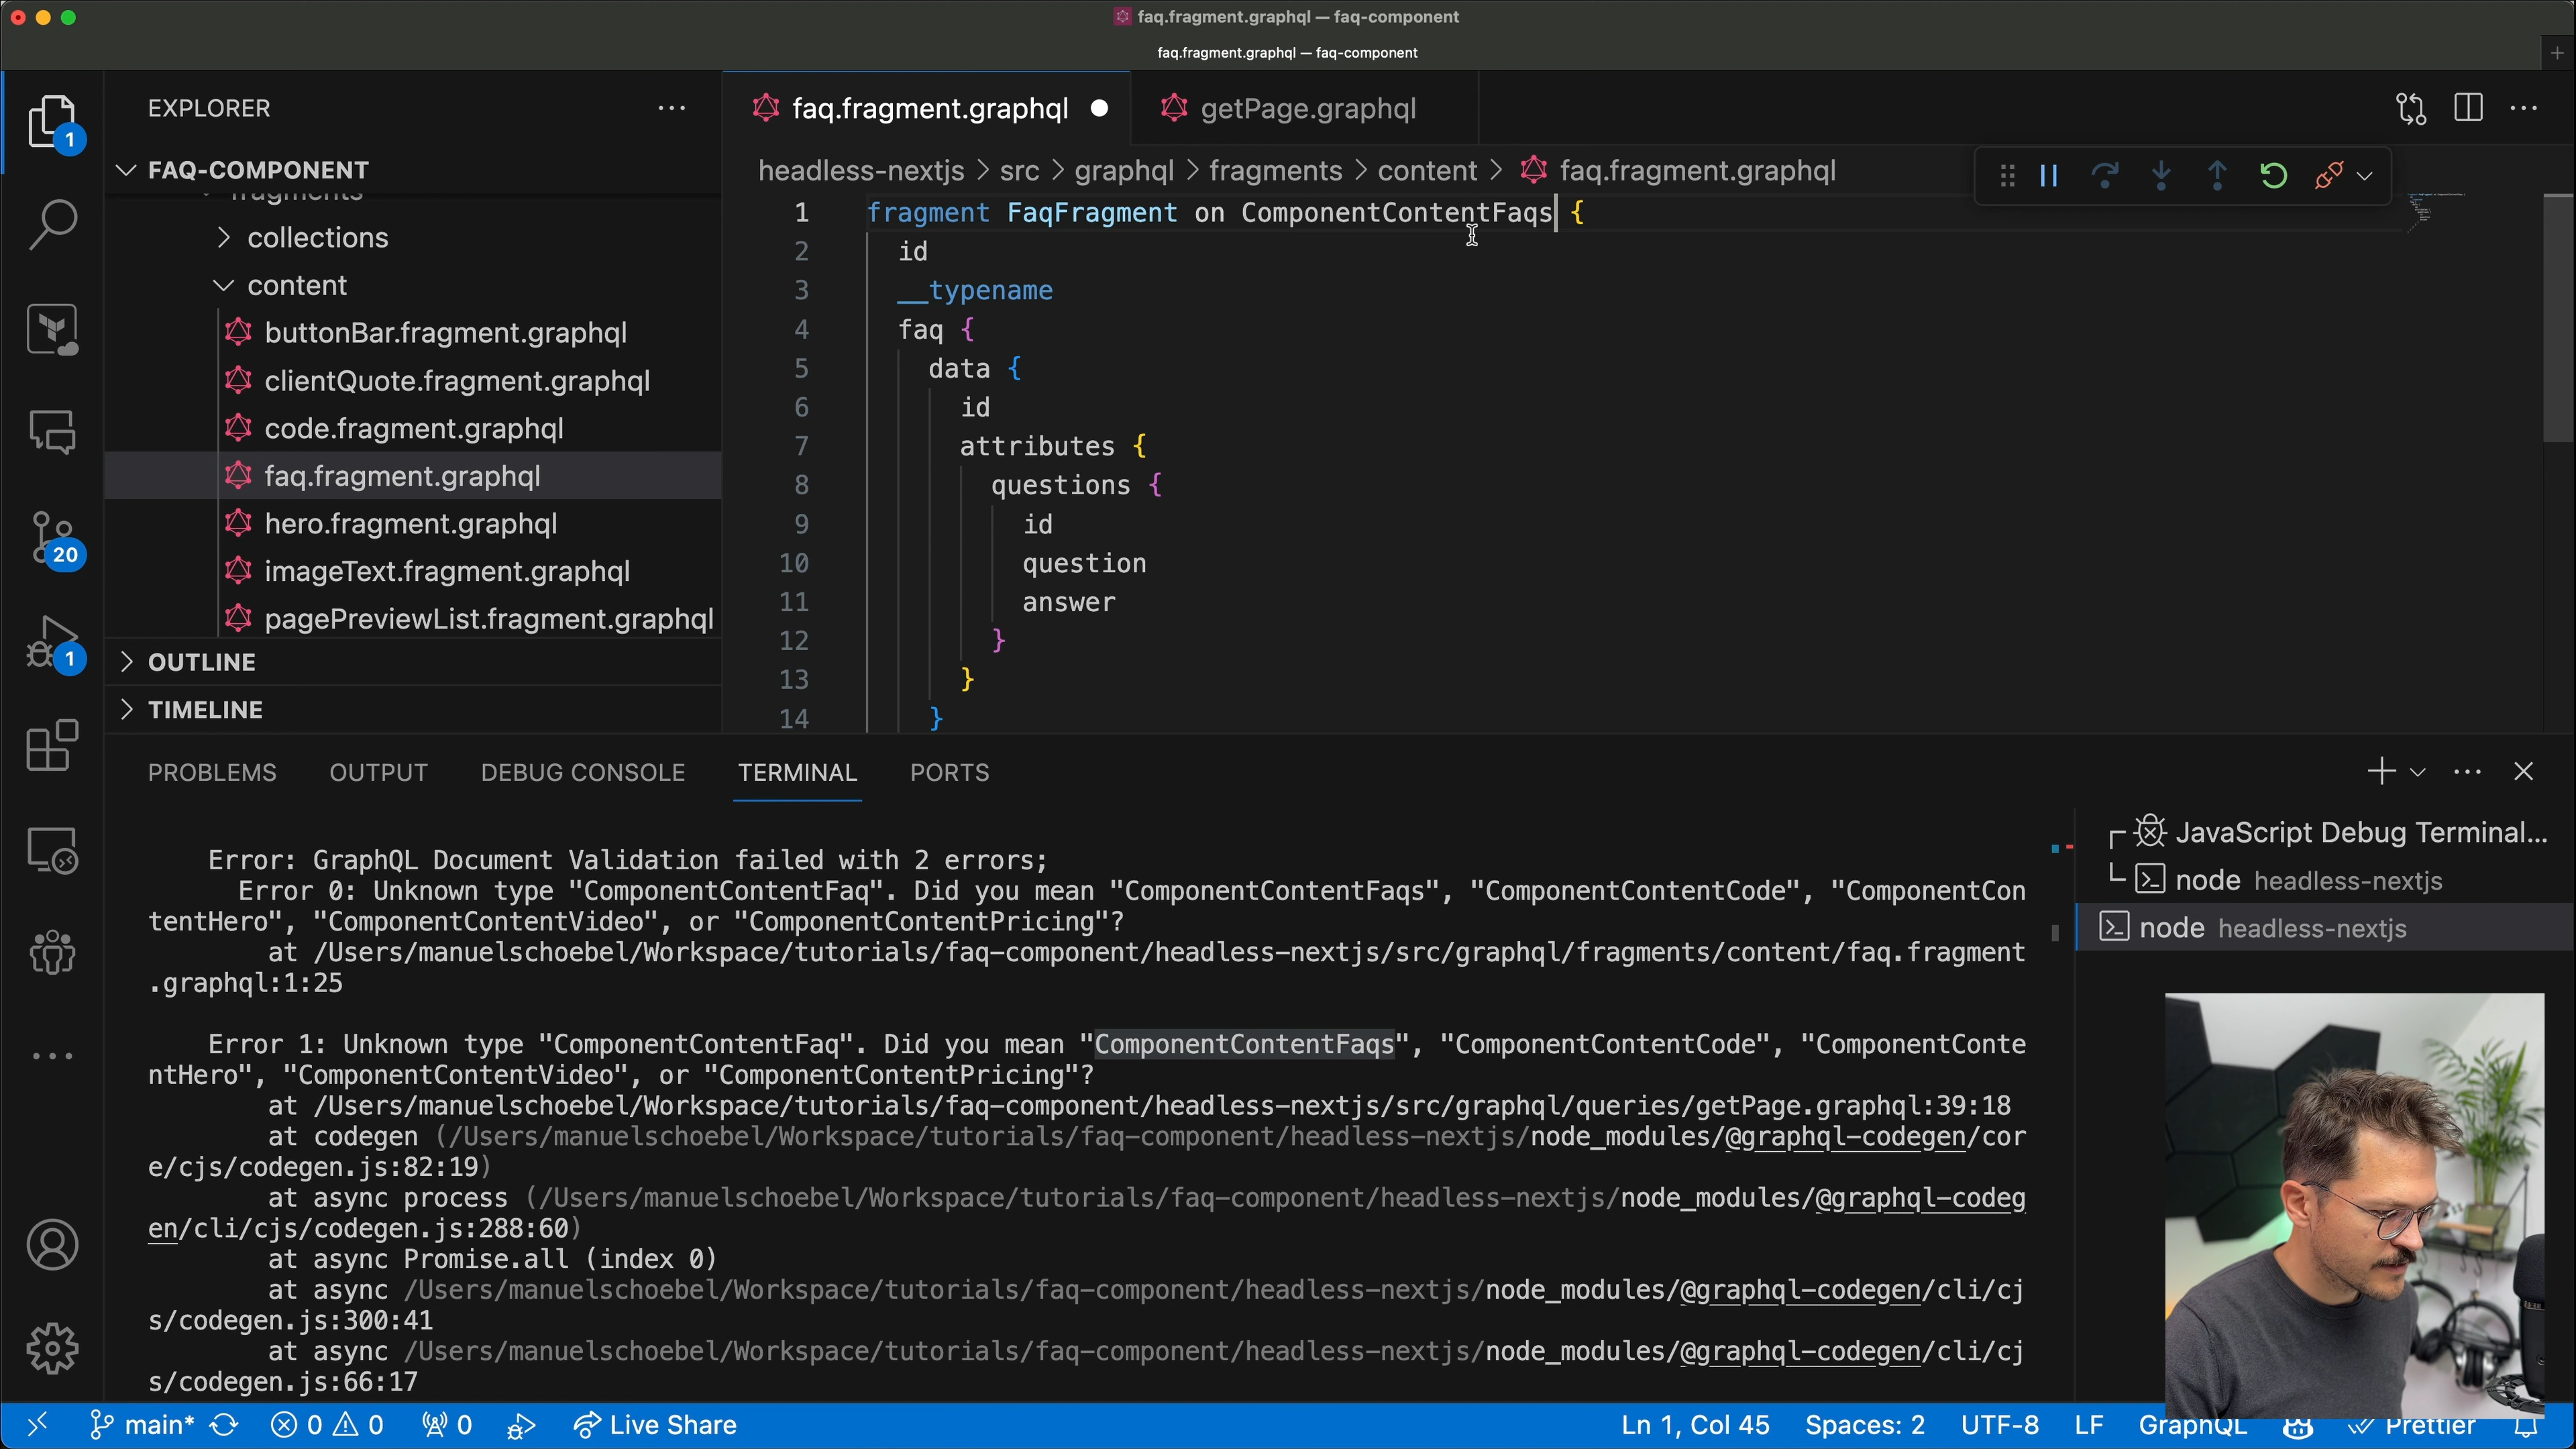 faq.fragment.graphql — faq-component
faq.fragment.graphql — faq-component
EXPLORER
FAQ-COMPONENT
fragments
collections
content
buttonBar.fragment.graphql
clientQuote.fragment.graphql
code.fragment.graphql
faq.fragment.graphql
hero.fragment.graphql
imageText.fragment.graphql
pagePreviewList.fragment.graphql
OUTLINE
TIMELINE
1
20
1
faq.fragment.graphql
getPage.graphql
headless-nextjs > src > graphql > fragments > content > faq.fragment.graphql
1 fragment FaqFragment on ComponentContentFaqs {
2 id
3 __typename
4 faq {
5 data {
6 id
7 attributes {
8 questions {
9 id
10 question
11 answer
12 }
13 }
14 }
PROBLEMS OUTPUT DEBUG CONSOLE TERMINAL PORTS
Error: GraphQL Document Validation failed with 2 errors;
Error 0: Unknown type "ComponentContentFaq". Did you mean "ComponentContentFaqs", "ComponentContentCode", "ComponentCon
tentHero", "ComponentContentVideo", or "ComponentContentPricing"?
at /Users/manuelschoebel/Workspace/tutorials/faq-component/headless-nextjs/src/graphql/fragments/content/faq.fragment
.graphql:1:25
Error 1: Unknown type "ComponentContentFaq". Did you mean "ComponentContentFaqs", "ComponentContentCode", "ComponentConte
ntHero", "ComponentContentVideo", or "ComponentContentPricing"?
at /Users/manuelschoebel/Workspace/tutorials/faq-component/headless-nextjs/src/graphql/queries/getPage.graphql:39:18
at codegen (/Users/manuelschoebel/Workspace/tutorials/faq-component/headless-nextjs/node_modules/@graphql-codegen/cor
e/cjs/codegen.js:82:19)
at async process (/Users/manuelschoebel/Workspace/tutorials/faq-component/headless-nextjs/node_modules/@graphql-codeg
en/cli/cjs/codegen.js:288:60)
at async Promise.all (index 0)
at async /Users/manuelschoebel/Workspace/tutorials/faq-component/headless-nextjs/node_modules/@graphql-codegen/cli/cj
s/codegen.js:300:41
at async /Users/manuelschoebel/Workspace/tutorials/faq-component/headless-nextjs/node_modules/@graphql-codegen/cli/cj
s/codegen.js:66:17
JavaScript Debug Terminal...
node headless-nextjs
node headless-nextjs
main* 0 0 0 Live Share
Ln 1, Col 45 Spaces: 2 UTF-8 LF GraphQL Prettier